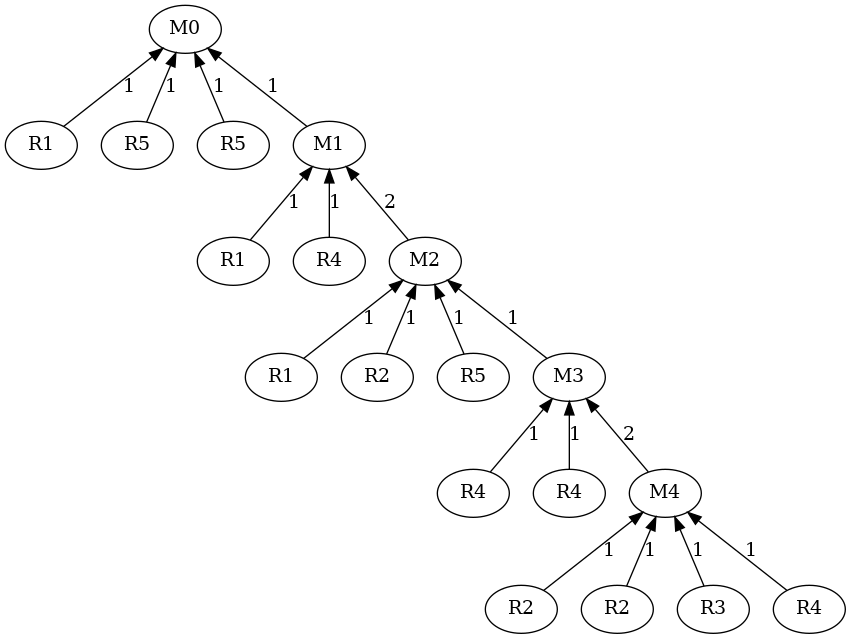 M0
1 1 1 1
R1 R5 R5 M1
1 1 2
R1 R4 M2
1 1 1 1
R1 R2 R5 M3
1 1 2
R4 R4 M4
1 1 1 1
R2 R2 R3 R4